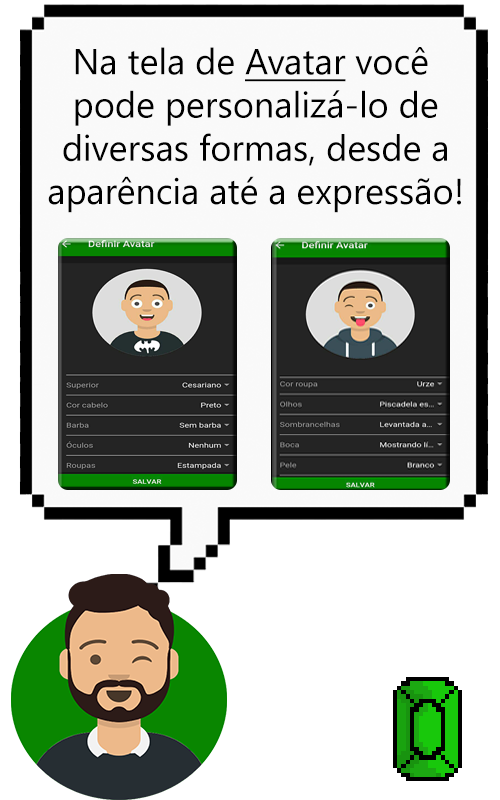 Na tela de Avatar você
pode personalizá-lo de
diversas formas, desde a
aparência até a expressão!
Definir Avatar
Superior Cesariano
Cor cabelo Preto
Barba Sem barba
Óculos Nenhum
Roupas Estampada
SALVAR
Definir Avatar
Cor roupa Urze
Olhos Piscadela es...
Sombrancelhas Levantada a...
Boca Mostrando lí...
Pele Branco
SALVAR